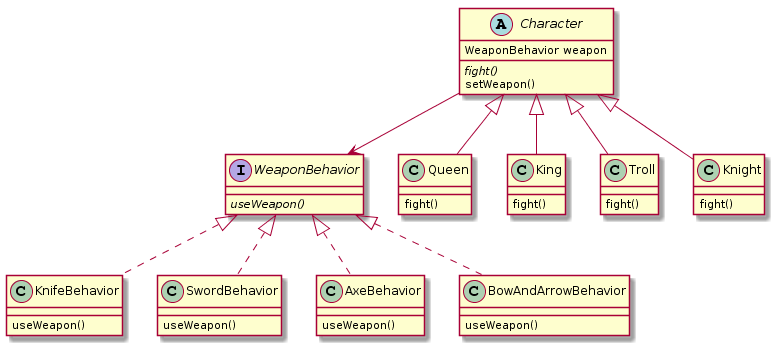 A Character
WeaponBehavior weapon
fight()
setWeapon()
I WeaponBehavior
useWeapon()
C Queen
fight()
C King
fight()
C Troll
fight()
C Knight
fight()
C KnifeBehavior
useWeapon()
C SwordBehavior
useWeapon()
C AxeBehavior
useWeapon()
C BowAndArrowBehavior
useWeapon()